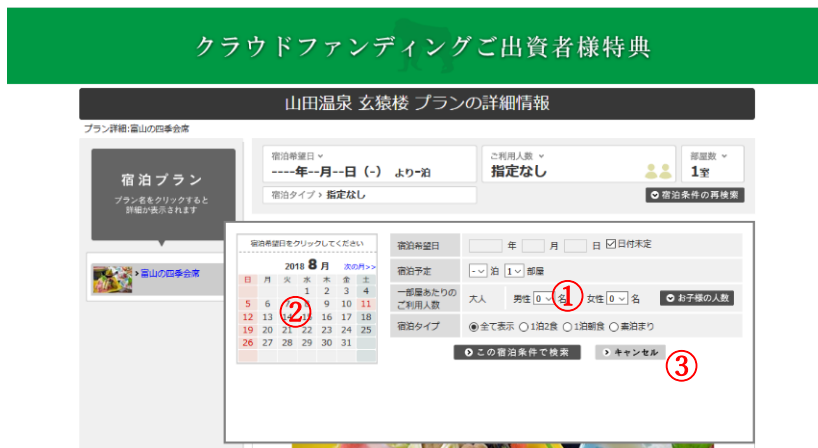 クラウドファンディングご出資者様特典
山田温泉 玄猿楼 プランの詳細情報
プラン詳細:富山の四季会席
宿泊プラン
プラン名をクリックすると
詳細が表示されます
富山の四季会席
宿泊希望日
----年--月--日 (-) より-泊
ご利用人数
指定なし
部屋数
1室
宿泊タイプ 指定なし
宿泊条件の再検索
宿泊希望日をクリックしてください
2018 8 月 次の月>>
日 月 火 水 木 金 土
1 2 3 4
5 6 7 8 9 10 11
12 13 14 15 16 17 18
19 20 21 22 23 24 25
26 27 28 29 30 31
②
宿泊希望日 年 月 日 日付未定
宿泊予定 - 泊 1 部屋
一部屋あたりの
ご利用人数
大人 男性 0 名 女性 0 名 お子様の人数
①
宿泊タイプ 全て表示 1泊2食 1泊朝食 素泊まり
この宿泊条件で検索 キャンセル
③